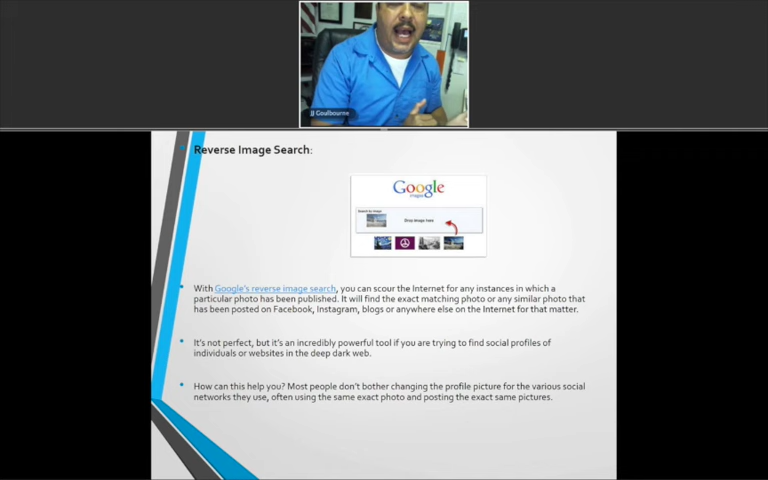 JJ Goulbourne
Reverse Image Search:
Google
images
Search by image
Drop image here
With Google's reverse image search, you can scour the Internet for any instances in which a
particular photo has been published. It will find the exact matching photo or any similar photo that
has been posted on Facebook, Instagram, blogs or anywhere else on the Internet for that matter.
It's not perfect, but it's an incredibly powerful tool if you are trying to find social profiles of
individuals or websites in the deep dark web.
How can this help you? Most people don't bother changing the profile picture for the various social
networks they use, often using the same exact photo and posting the exact same pictures.